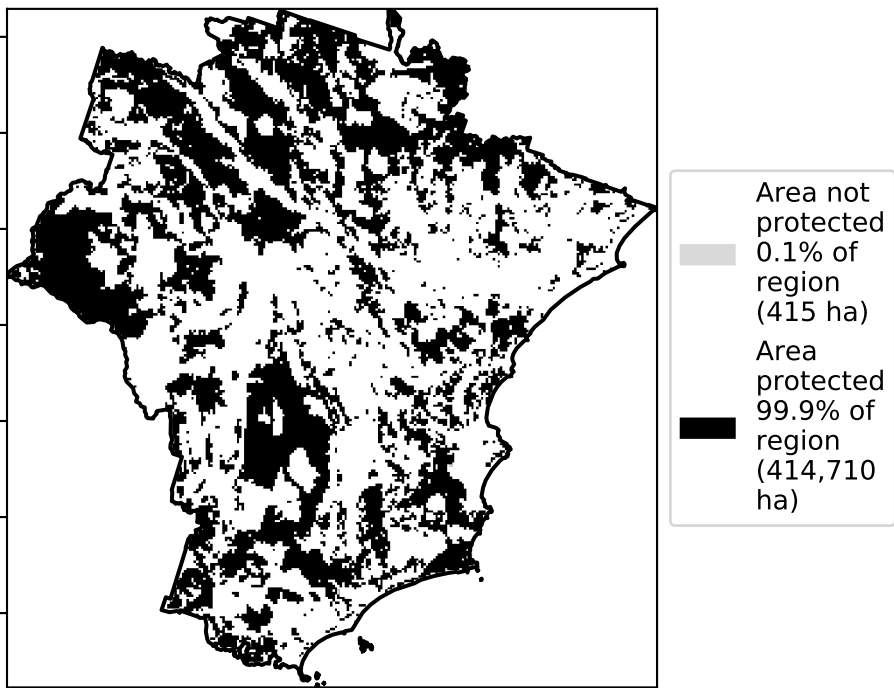 Area not
protected
0.1% of
region
(415 ha)
Area
protected
99.9% of
region
(414,710
ha)